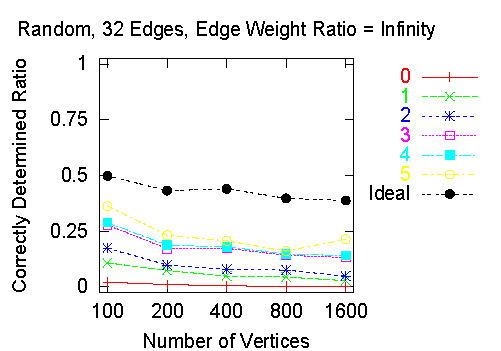 Random, 32 Edges, Edge Weight Ratio = Infinity
Correctly Determined Ratio
1
0.75
0.5
0.25
0
100 200 400 800 1600
Number of Vertices
0
1
2
3
4
5
Ideal